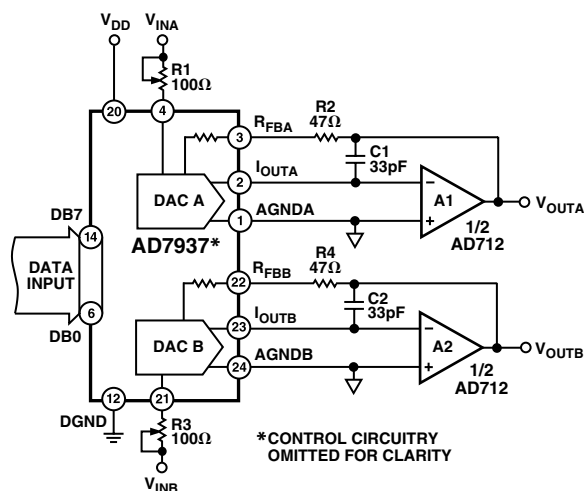 VDD
VINA
R1
100Ω
20
4
3
RFBA
R2
47Ω
C1
33pF
2
IOUTA
DAC A
1
AGNDA
A1
VOUTA
1/2
AD712
AD7937*
DB7
14
DATA
INPUT
6
DB0
22
RFBB
R4
47Ω
C2
33pF
23
IOUTB
DAC B
24
AGNDB
A2
VOUTB
1/2
AD712
DGND
12
21
R3
100Ω
VINB
*CONTROL CIRCUITRY
OMITTED FOR CLARITY
−
+
−
+